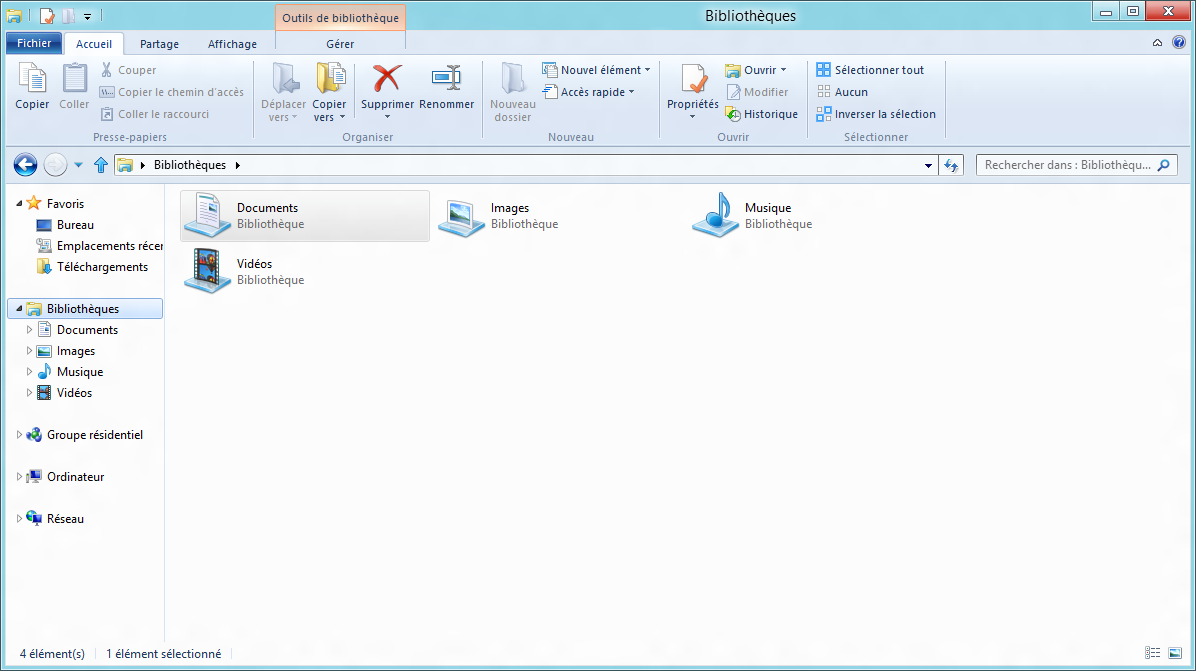 Outils de bibliothèque
Bibliothèques
Fichier
Accueil
Partage
Affichage
Gérer
Copier
Coller
Couper
Copier le chemin d'accès
Coller le raccourci
Presse-papiers
Déplacer
vers
Copier
vers
Supprimer
Renommer
Organiser
Nouveau
dossier
Nouvel élément
Accès rapide
Nouveau
Propriétés
Ouvrir
Modifier
Historique
Ouvrir
Sélectionner tout
Aucun
Inverser la sélection
Sélectionner
Bibliothèques
Rechercher dans : Bibliothèqu...
Favoris
Bureau
Emplacements récer
Téléchargements
Bibliothèques
Documents
Images
Musique
Vidéos
Groupe résidentiel
Ordinateur
Réseau
Documents
Bibliothèque
Images
Bibliothèque
Musique
Bibliothèque
Vidéos
Bibliothèque
4 élément(s)
1 élément sélectionné